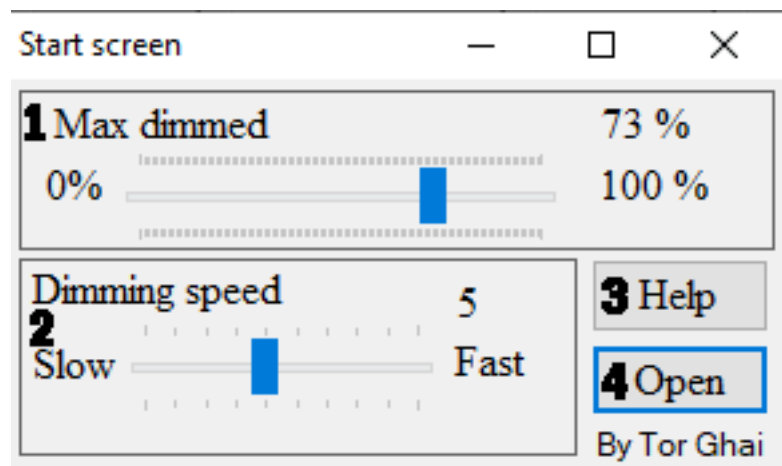 Start screen
1 Max dimmed 73 %
0% 100 %
Dimming speed 5
2
Slow Fast
3 Help
4 Open
By Tor Ghai